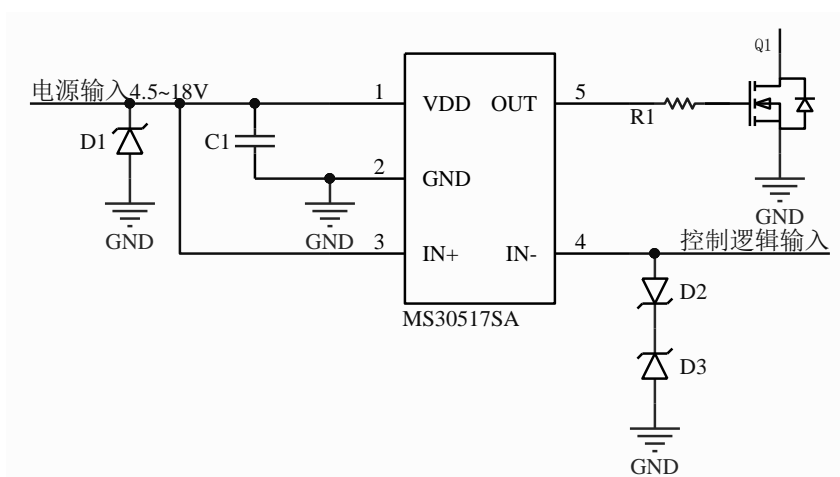 Q1
电源输入4.5~18V
1
VDD
OUT
5
R1
D1
C1
2
GND
GND
GND
GND
3
IN+
IN-
4
控制逻辑输入
MS30517SA
D2
D3
GND